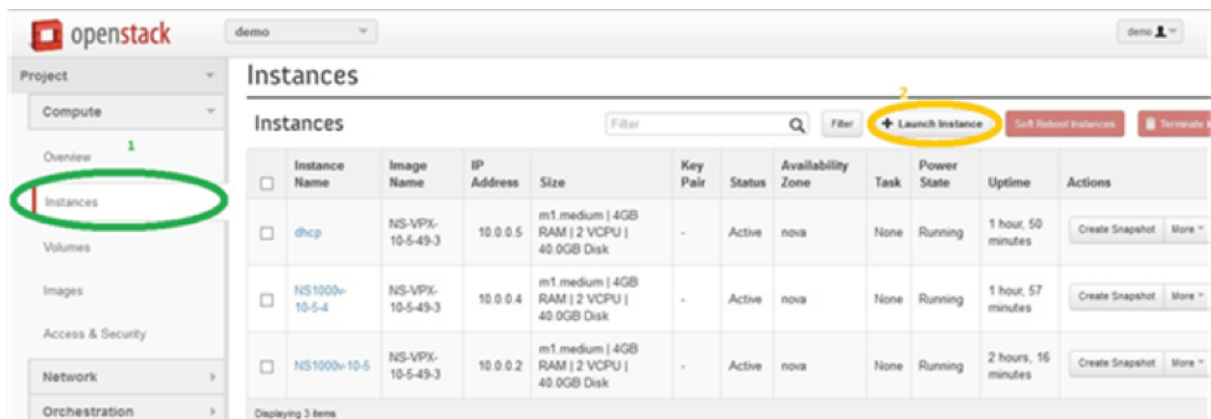 openstack
demo
demo
Project
Instances
Compute
2
Instances
Filter
Filter
+ Launch Instance
Soft Reboot Instances
Terminate I
Overview
1
Instances
Volumes
Images
Access & Security
Network
Orchestration
Instance Name
Image Name
IP Address
Size
Key Pair
Status
Availability Zone
Task
Power State
Uptime
Actions
dhcp
NS-VPX-
10-5-49-3
10.0.0.5
m1.medium | 4GB
RAM | 2 VCPU |
40.0GB Disk
-
Active
nova
None
Running
1 hour, 50
minutes
Create Snapshot
More
NS1000v-
10-5-4
NS-VPX-
10-5-49-3
10.0.0.4
m1.medium | 4GB
RAM | 2 VCPU |
40.0GB Disk
-
Active
nova
None
Running
1 hour, 57
minutes
Create Snapshot
More
NS1000v-10-5
NS-VPX-
10-5-49-3
10.0.0.2
m1.medium | 4GB
RAM | 2 VCPU |
40.0GB Disk
-
Active
nova
None
Running
2 hours, 16
minutes
Create Snapshot
More
Displaying 3 items